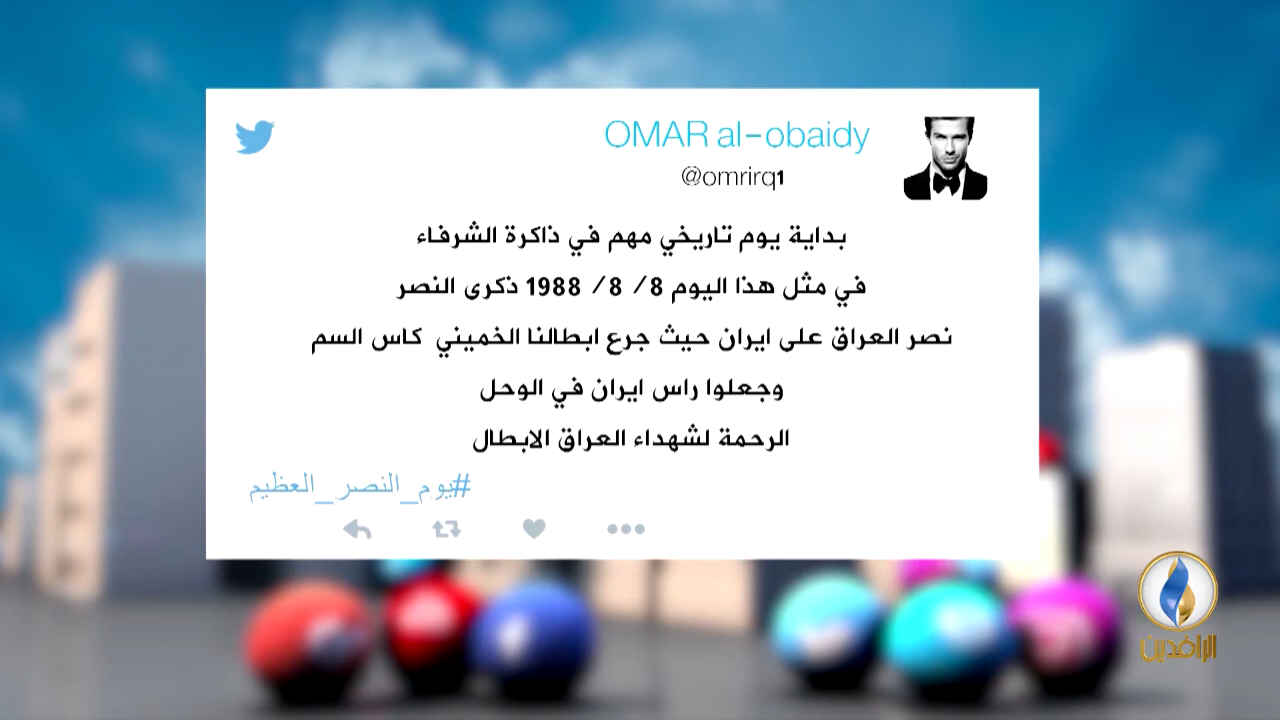 OMAR al-obaidy
@omrirq1
بداية يوم تاريخي مهم في ذاكرة الشرفاء
في مثل هذا اليوم 8/ 8/ 1988 ذكرى النصر
نصر العراق على ايران حيث جرع ابطالنا الخميني كاس السم
وجعلوا راس ايران في الوحل
الرحمة لشهداء العراق الابطال
#يوم_النصر_العظيم
الرافدين